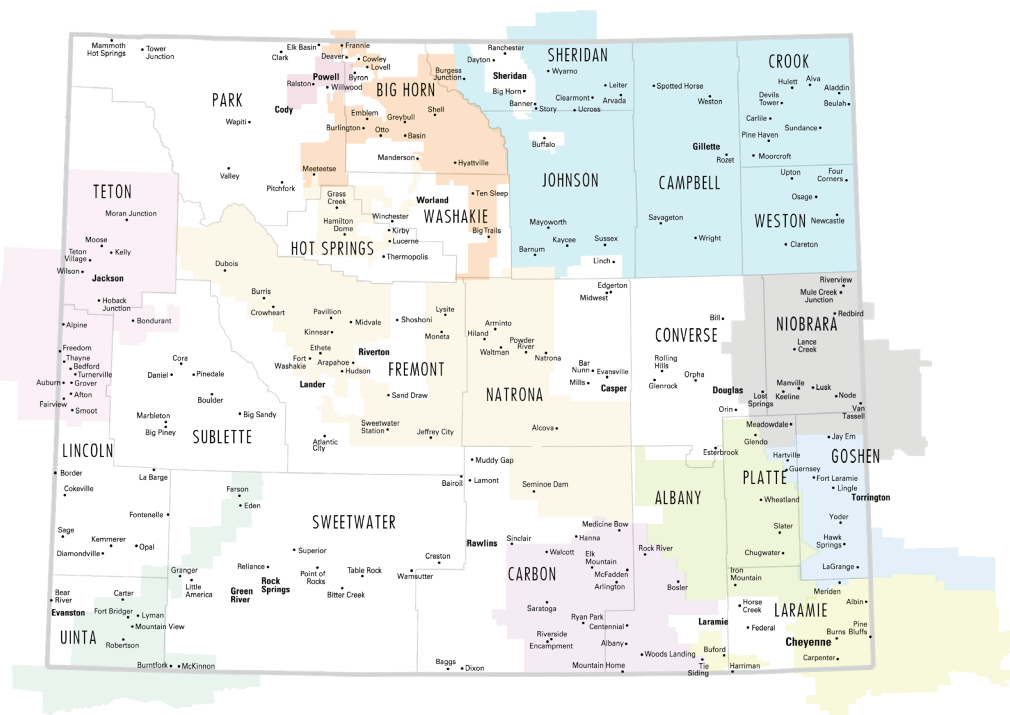 Mammoth
Hot Springs
Tower
Junction
Elk Basin
Clark
Frannie
Deaver
Cowley
Lovell
Byron
Powell
Willwood
Ralston
PARK
Cody
Wapiti
Valley
Pitchfork
Meeteetse
BIG HORN
Burgess
Junction
Emblem
Greybull
Shell
Burlington
Otto
Basin
Manderson
Hyattville
Ranchester
Dayton
SHERIDAN
Wyarno
Sheridan
Big Horn
Banner
Story
Clearmont
Ucross
Leiter
Arvada
Spotted Horse
Weston
CROOK
Hulett
Alva
Aladdin
Devils
Tower
Beulah
Carlile
Sundance
Pine Haven
Moorcroft
Gillette
Rozet
Buffalo
JOHNSON
CAMPBELL
Upton
Four
Corners
Osage
WESTON
Newcastle
Clareton
Savageton
Wright
Mayoworth
Kaycee
Sussex
Barnum
Linch
TETON
Moran Junction
Moose
Kelly
Teton
Village
Wilson
Jackson
Hoback
Junction
Grass
Creek
Hamilton
Dome
Worland
Winchester
WASHAKIE
Kirby
Lucerne
Ten Sleep
Big Trails
HOT SPRINGS
Thermopolis
Dubois
Burris
Crowheart
Pavillion
Midvale
Kinnear
Shoshoni
Lysite
Moneta
Ethete
Fort
Washakie
Arapahoe
Riverton
Hudson
Lander
FREMONT
Sand Draw
Sweetwater
Station
Jeffrey City
Atlantic
City
Arminto
Hiland
Waltman
Powder
River
Natrona
Edgerton
Midwest
Bar
Nunn
Evansville
Mills
Casper
NATRONA
Alcova
Bill
CONVERSE
Rolling
Hills
Glenrock
Orpha
Douglas
Orin
Lost
Springs
Esterbrook
Riverview
Mule Creek
Junction
Redbird
NIOBRARA
Lance
Creek
Manville
Keeline
Lusk
Node
Van
Tassell
Alpine
Bondurant
Freedom
Thayne
Bedford
Turnerville
Auburn
Grover
Afton
Fairview
Smoot
LINCOLN
Cora
Daniel
Pinedale
Boulder
Marbleton
Big Piney
Big Sandy
SUBLETTE
Border
Cokeville
La Barge
Fontenelle
Sage
Kemmerer
Diamondville
Opal
Farson
Eden
SWEETWATER
Superior
Reliance
Rock
Springs
Green
River
Point of
Rocks
Table Rock
Bitter Creek
Granger
Little
America
Wamsutter
Creston
Bairoil
Muddy Gap
Lamont
Seminoe Dam
Rawlins
Sinclair
Medicine Bow
Hanna
Walcott
Elk
Mountain
McFadden
Arlington
CARBON
Saratoga
Ryan Park
Centennial
Riverside
Encampment
Albany
Mountain Home
Baggs
Dixon
ALBANY
Rock River
Bosler
Laramie
Woods Landing
Buford
Tie
Siding
Harriman
Meadowdale
Glendo
PLATTE
Wheatland
Slater
Chugwater
Iron
Mountain
Jay Em
GOSHEN
Hartville
Guernsey
Fort Laramie
Lingle
Torrington
Yoder
Hawk
Springs
LaGrange
Meriden
Horse
Creek
Federal
LARAMIE
Albin
Pine
Bluffs
Burns
Cheyenne
Carpenter
Bear
River
Evanston
UINTA
Carter
Fort Bridger
Lyman
Mountain View
Robertson
Burntfork
McKinnon